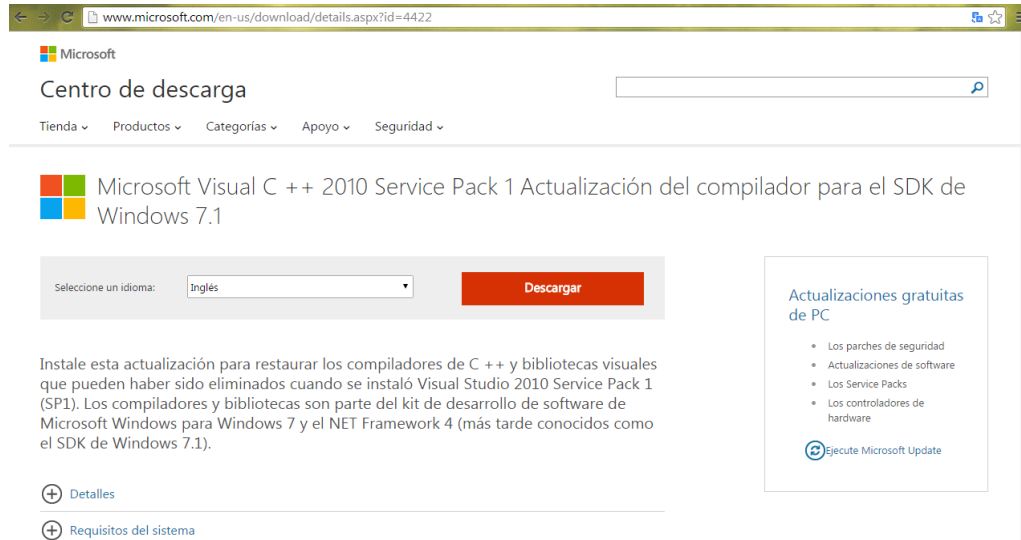 www.microsoft.com/en-us/download/details.aspx?id=4422
Microsoft
Centro de descarga
Tienda Productos Categorías Apoyo Seguridad
Microsoft Visual C ++ 2010 Service Pack 1 Actualización del compilador para el SDK de
Windows 7.1
Seleccione un idioma: Inglés Descargar
Instale esta actualización para restaurar los compiladores de C ++ y bibliotecas visuales
que pueden haber sido eliminados cuando se instaló Visual Studio 2010 Service Pack 1
(SP1). Los compiladores y bibliotecas son parte del kit de desarrollo de software de
Microsoft Windows para Windows 7 y el NET Framework 4 (más tarde conocidos como
el SDK de Windows 7.1).
Detalles
Requisitos del sistema
Actualizaciones gratuitas
de PC
Los parches de seguridad
Actualizaciones de software
Los Service Packs
Los controladores de
hardware
Ejecute Microsoft Update